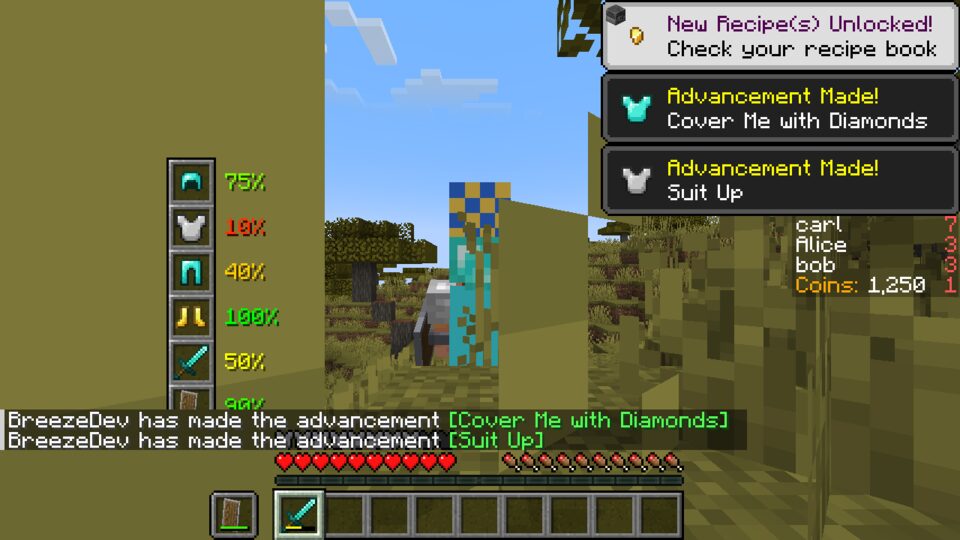 New Recipe(s) Unlocked!
Check your recipe book
Advancement Made!
Cover Me with Diamonds
Advancement Made!
Suit Up
carl 7
Alice 3
bob 3
Coins: 1,250 1
75%
10%
40%
100%
50%
90%
BreezeDev has made the advancement [Cover Me with Diamonds]
BreezeDev has made the advancement [Suit Up]